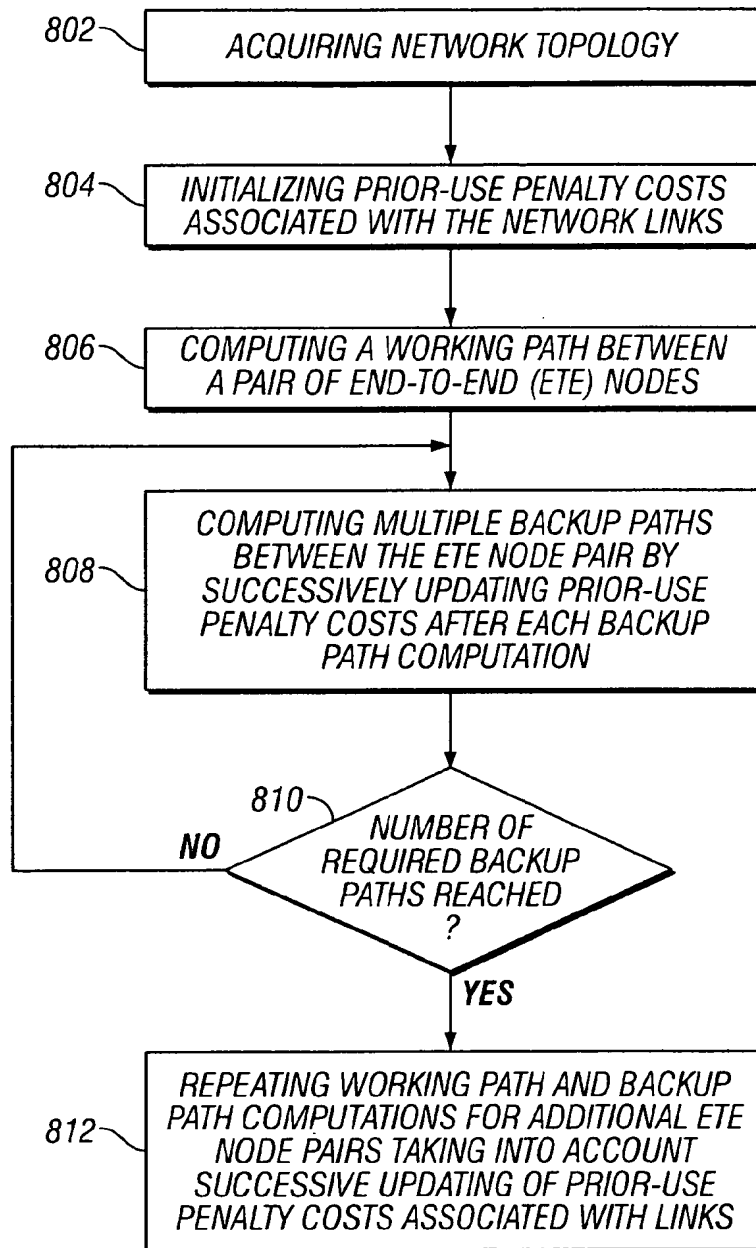 802
ACQUIRING NETWORK TOPOLOGY
804
INITIALIZING PRIOR-USE PENALTY COSTS
ASSOCIATED WITH THE NETWORK LINKS
806
COMPUTING A WORKING PATH BETWEEN
A PAIR OF END-TO-END (ETE) NODES
808
COMPUTING MULTIPLE BACKUP PATHS
BETWEEN THE ETE NODE PAIR BY
SUCCESSIVELY UPDATING PRIOR-USE
PENALTY COSTS AFTER EACH BACKUP
PATH COMPUTATION
810
NUMBER OF
REQUIRED BACKUP
PATHS REACHED
?
NO
YES
812
REPEATING WORKING PATH AND BACKUP
PATH COMPUTATIONS FOR ADDITIONAL ETE
NODE PAIRS TAKING INTO ACCOUNT
SUCCESSIVE UPDATING OF PRIOR-USE
PENALTY COSTS ASSOCIATED WITH LINKS